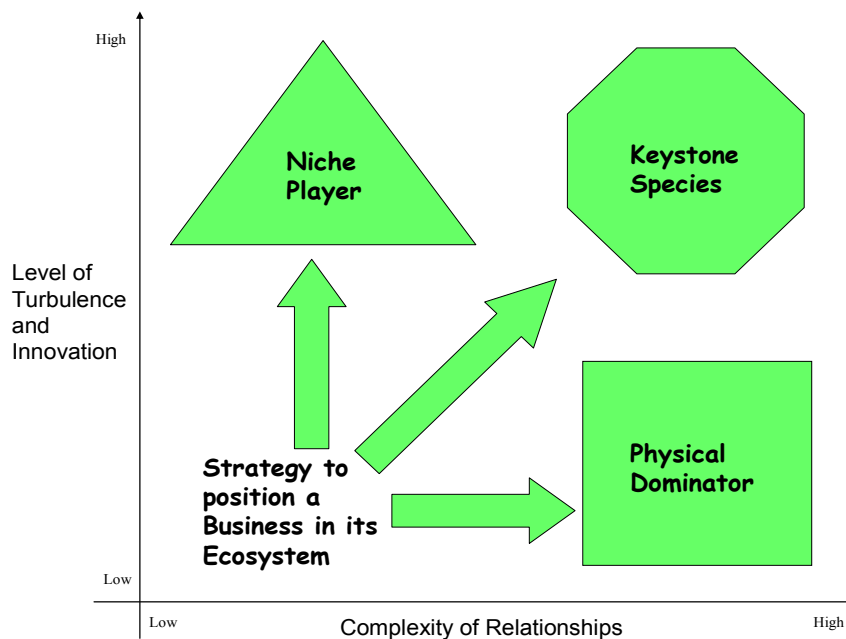 High
Niche
Player
Keystone
Species
Level of
Turbulence
and
Innovation
Strategy to
position a
Business in its
Ecosystem
Physical
Dominator
Low
Low
Complexity of Relationships
High